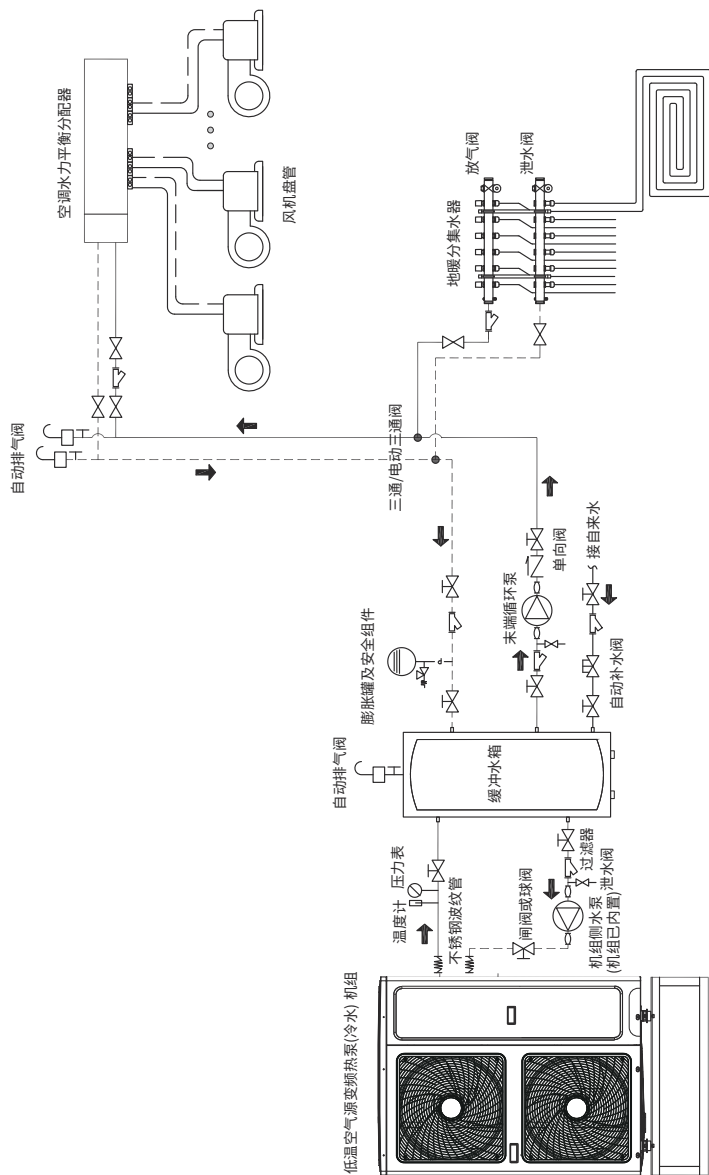 空调水力平衡分配器
风机盘管
放气阀
泄水阀
地暖分集水器
自动排气阀
三通/电动三通阀
接自来水
单向阀
末端循环泵
膨胀罐及安全组件
自动补水阀
自动排气阀
缓冲水箱
压力表
温度计
不锈钢波纹管
闸阀或球阀
过滤器
泄水阀
机组侧水泵
(机组已内置)
低温空气源变频热泵(冷水) 机组